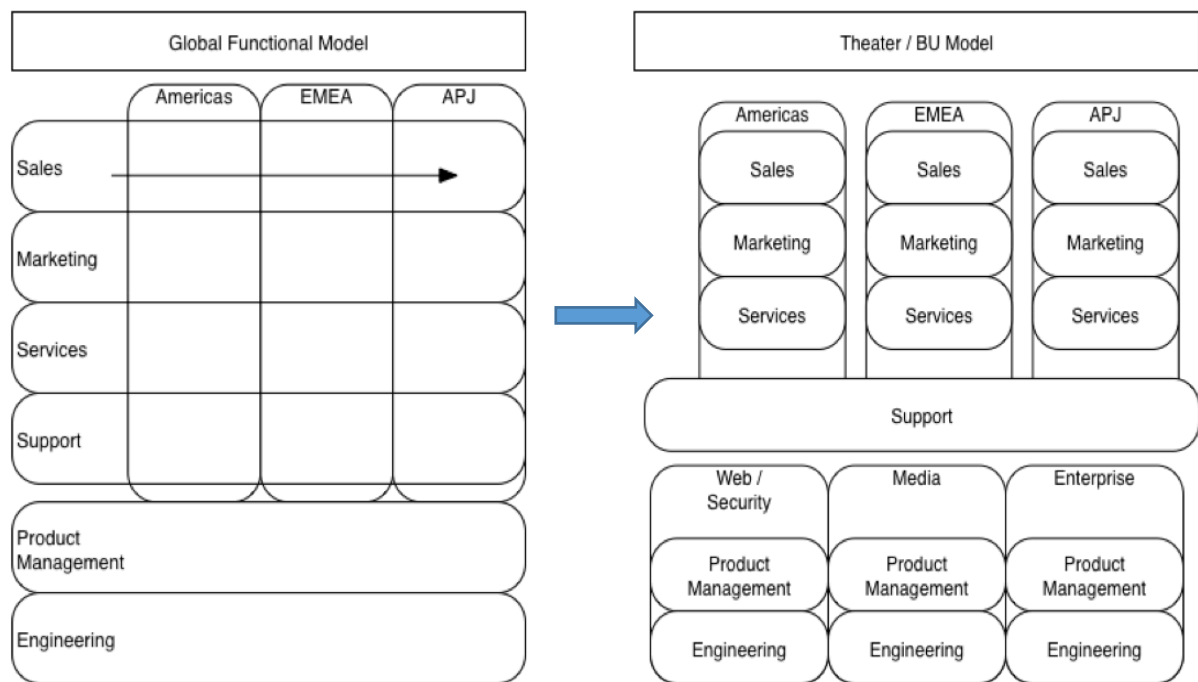 Global Functional Model
Americas EMEA APJ
Sales
Marketing
Services
Support
Product
Management
Engineering
Theater / BU Model
Americas EMEA APJ
Sales Sales Sales
Marketing Marketing Marketing
Services Services Services
Support
Web / Media Enterprise
Security
Product Product Product
Management Management Management
Engineering Engineering Engineering